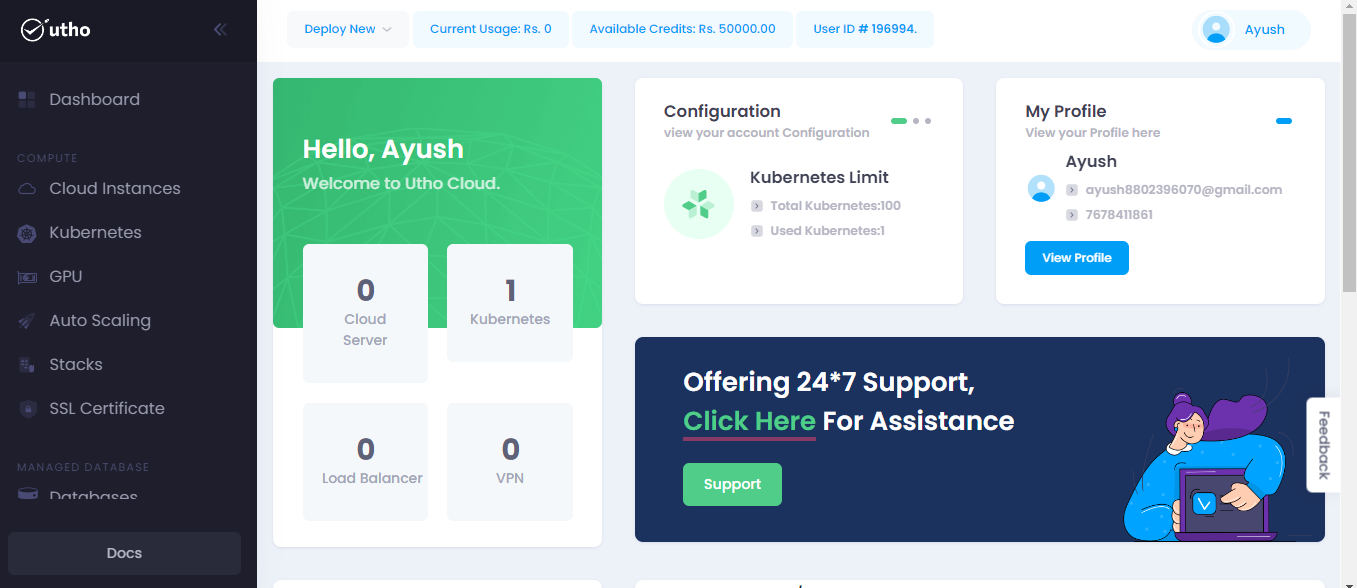 utho
Deploy New
Current Usage: Rs. 0
Available Credits: Rs. 50000.00
User ID # 196994.
Ayush
Dashboard
COMPUTE
Cloud Instances
Kubernetes
GPU
Auto Scaling
Stacks
SSL Certificate
MANAGED DATABASE
Databases
Docs
Hello, Ayush
Welcome to Utho Cloud.
0
Cloud
Server
1
Kubernetes
0
Load Balancer
0
VPN
Configuration
view your account Configuration
Kubernetes Limit
Total Kubernetes:100
Used Kubernetes:1
My Profile
View your Profile here
Ayush
ayush8802396070@gmail.com
7678411861
View Profile
Offering 24*7 Support,
Click Here For Assistance
Support
Feedback